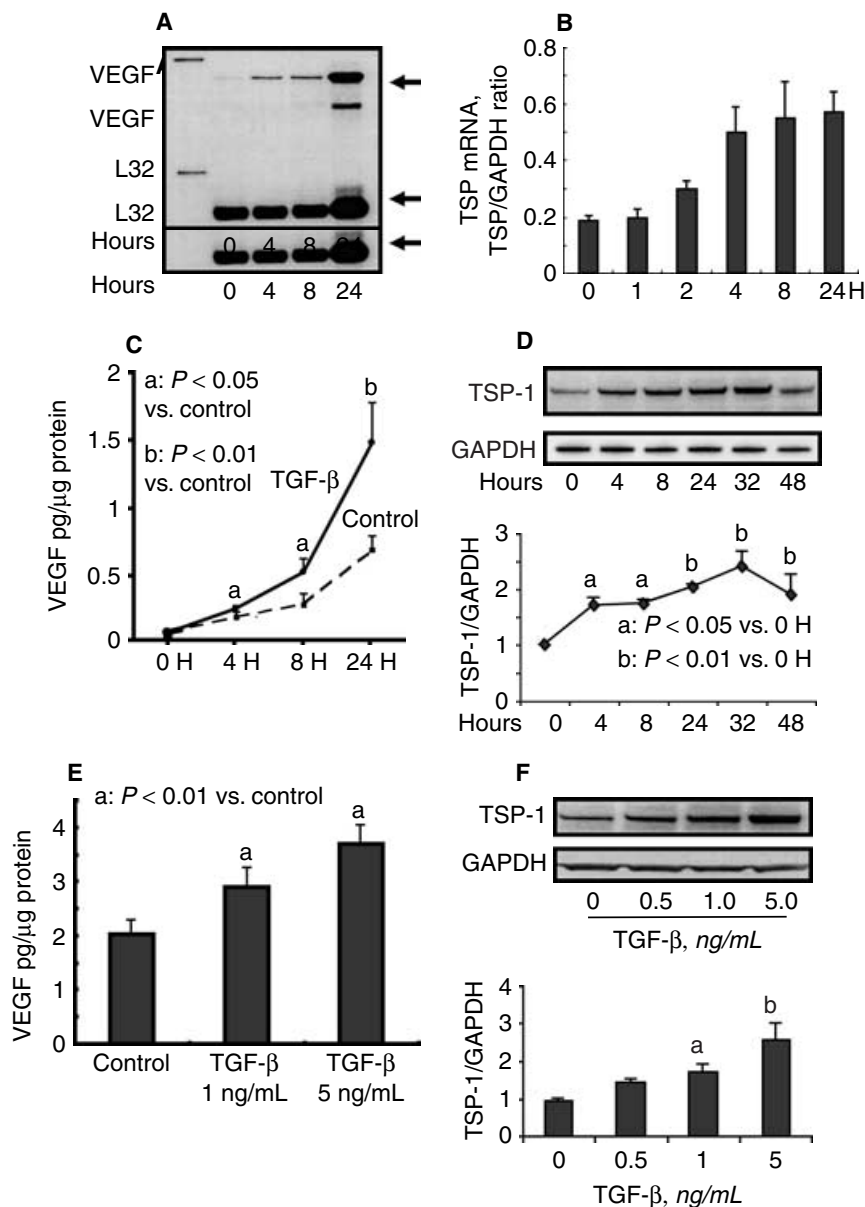 A
VEGF
VEGF
L32
L32
Hours 0 4 8
Hours 0 4 8 24
B
TSP mRNA,
TSP/GAPDH ratio
0.8
0.6
0.4
0.2
0
0 1 2 4 8 24H
C
VEGF pg/μg protein
2
1.5
1
0.5
0
a: P < 0.05
vs. control
b: P < 0.01
vs. control
TGF-β
Control
a
a
b
0 H 4 H 8 H 24 H
D
TSP-1
GAPDH
Hours 0 4 8 24 32 48
TSP-1/GAPDH
3
2
1
0
a a b b b
a: P < 0.05 vs. 0 H
b: P < 0.01 vs. 0 H
Hours 0 4 8 24 32 48
E
a: P < 0.01 vs. control
VEGF pg/μg protein
4
3
2
1
0
a
a
Control TGF-β TGF-β
1 ng/mL 5 ng/mL
F
TSP-1
GAPDH
0 0.5 1.0 5.0
TGF-β, ng/mL
TSP-1/GAPDH
4
3
2
1
0
a
b
0 0.5 1 5
TGF-β, ng/mL